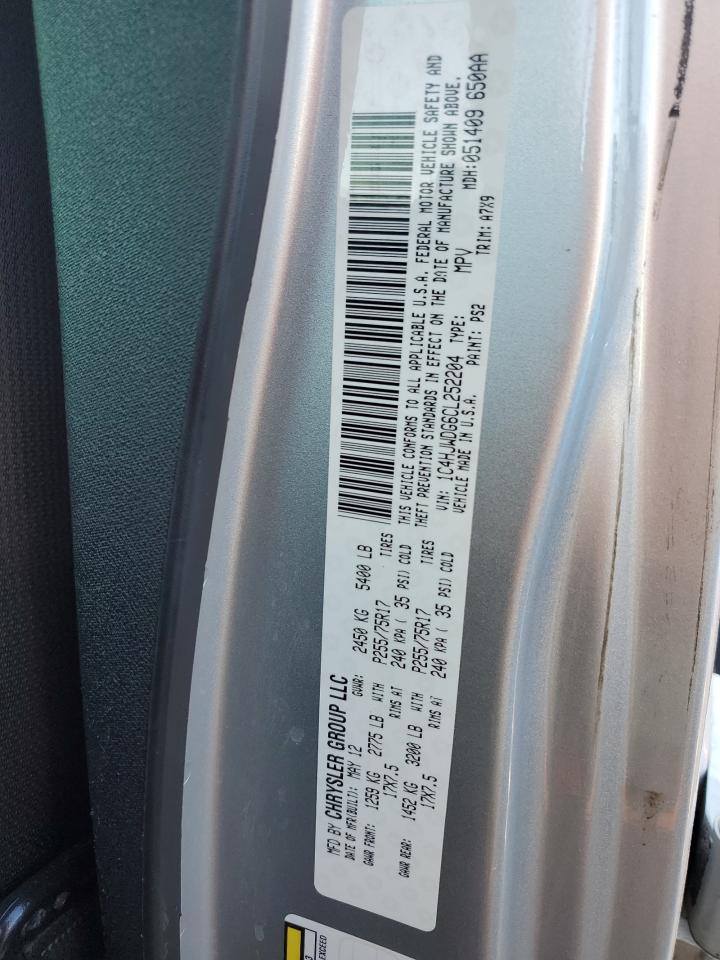 MFD BY CHRYSLER GROUP LLC
DATE OF MFR(BUILT): MAY 12 GVWR: 2450 KG 5400 LB
GAWR FRONT: 1259 KG 2775 LB WITH P255/75R17 TIRES
17X7.5 RIMS AT 240 KPA ( 35 PSI) COLD
GAWR REAR: 1452 KG 3200 LB WITH P255/75R17 TIRES
17X7.5 RIMS AT 240 KPA ( 35 PSI) COLD
THIS VEHICLE CONFORMS TO ALL APPLICABLE U.S.A. FEDERAL MOTOR VEHICLE SAFETY AND
THEFT PREVENTION STANDARDS IN EFFECT ON THE DATE OF MANUFACTURE SHOWN ABOVE.
VIN: 1C4HJWDG6CL252204 TYPE: MPV MDH:051409 650AA
VEHICLE MADE IN U.S.A. PAINT: PS2 TRIM: A7X9
3
EXCEED